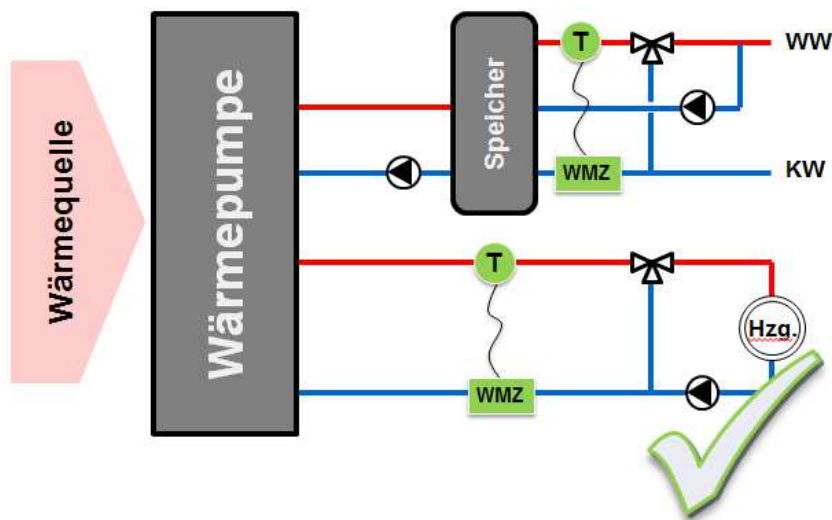 Wärmequelle
Wärmepumpe
Speicher
T
WW
WMZ
KW
T
Hzg.
WMZ